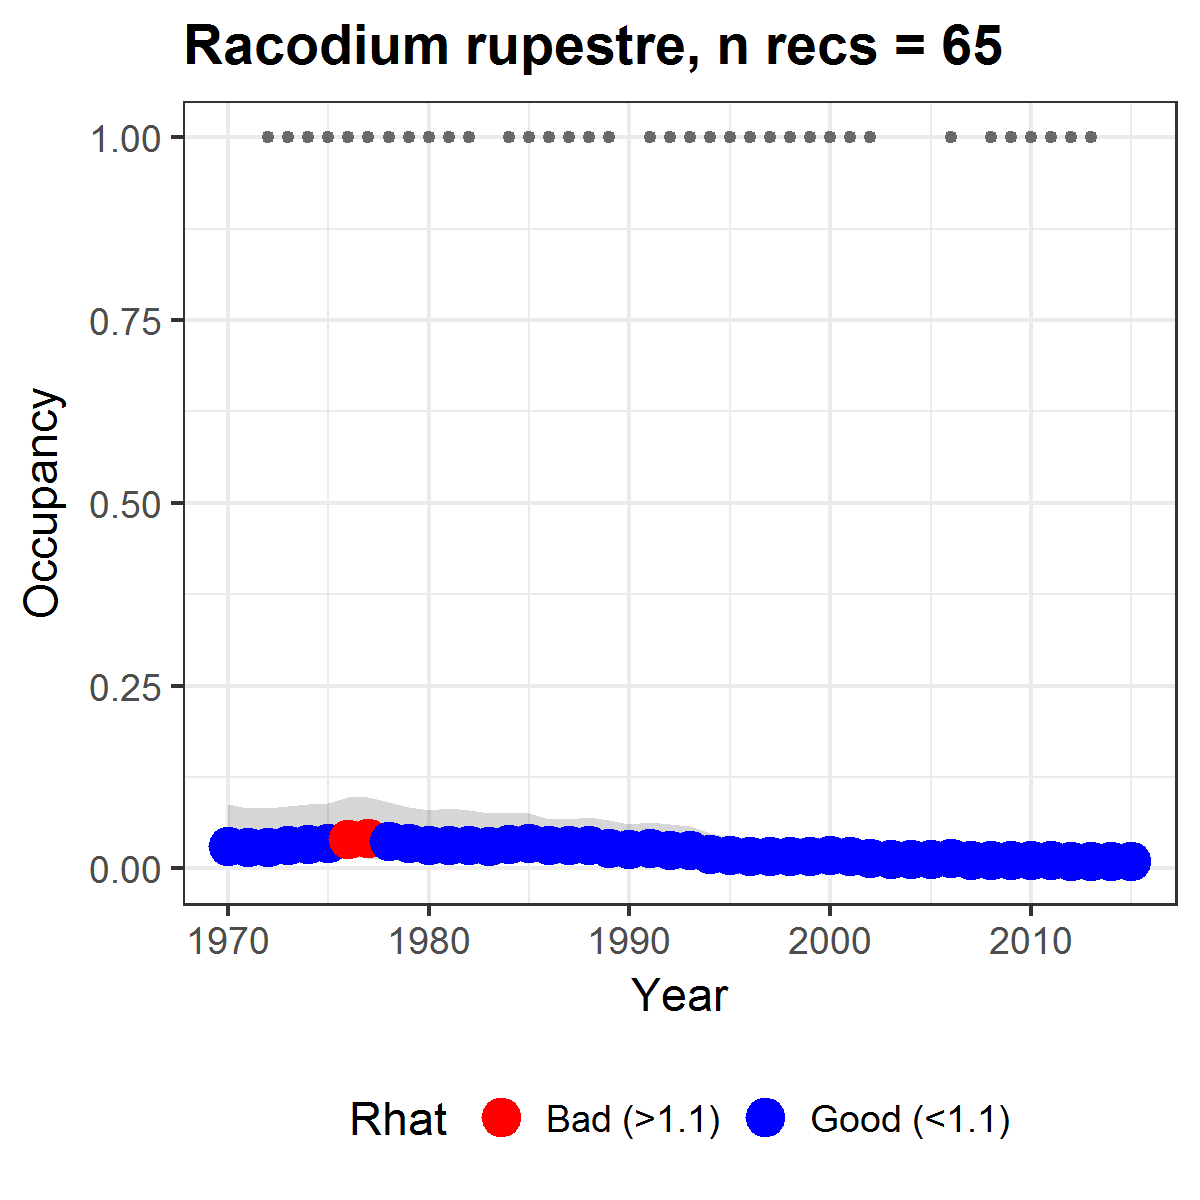 Racodium rupestre, n recs = 65
1.00
0.75
0.50
0.25
0.00
Occupancy
1970 1980 1990 2000 2010
Year
Rhat Bad (>1.1) Good (<1.1)